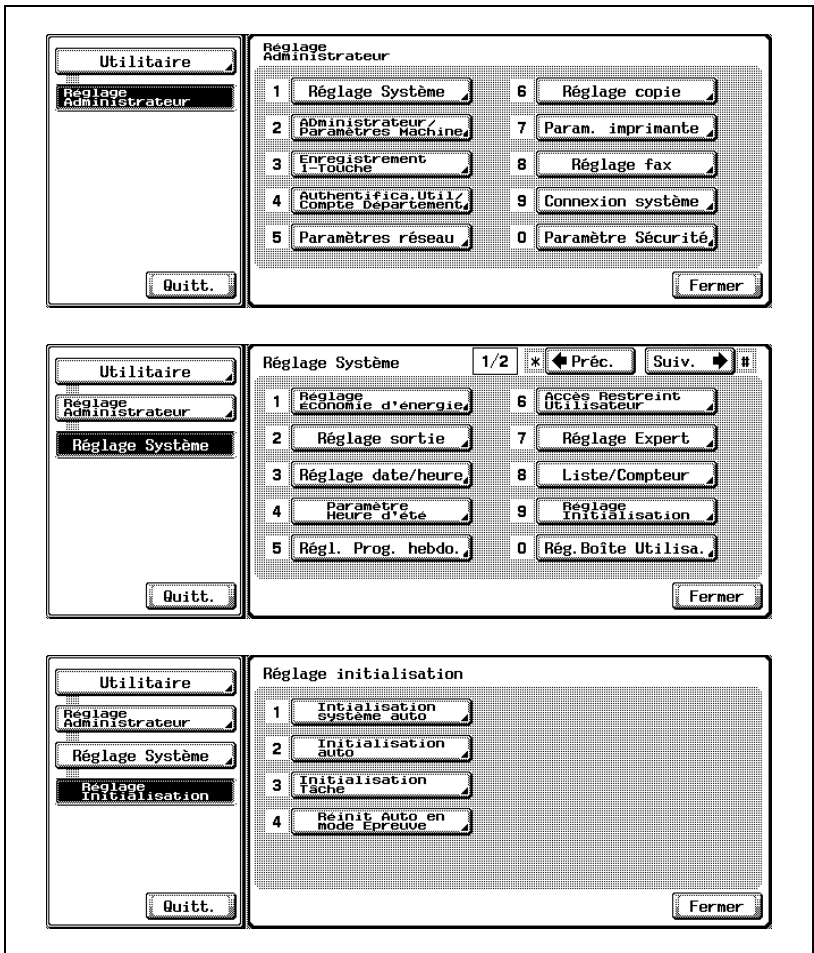 Utilitaire
Réglage
Administrateur
Quitt.
Réglage
Administrateur
1 Réglage Système
2 ADministrateur/
Paramètres Machine
3 Enregistrement
1-Touche
4 Authentifica.Util/
Compte Département
5 Paramètres réseau
6 Réglage copie
7 Param. imprimante
8 Réglage fax
9 Connexion système
0 Paramètre Sécurité
Fermer
Utilitaire
Réglage
Administrateur
Réglage Système
Quitt.
Réglage Système 1/2 * Préc. Suiv. #
1 Réglage
économie d'énergie
2 Réglage sortie
3 Réglage date/heure
4 Paramètre
Heure d'été
5 Régl. Prog. hebdo.
6 Accès Restreint
Utilisateur
7 Réglage Expert
8 Liste/Compteur
9 Réglage
Initialisation
0 Rég.Boîte Utilisa.
Fermer
Utilitaire
Réglage
Administrateur
Réglage Système
Réglage
Initialisation
Quitt.
Réglage initialisation
1 Intialisation
système auto
2 Initialisation
auto
3 Initialisation
Tâche
4 Réinit Auto en
mode Epreuve
Fermer